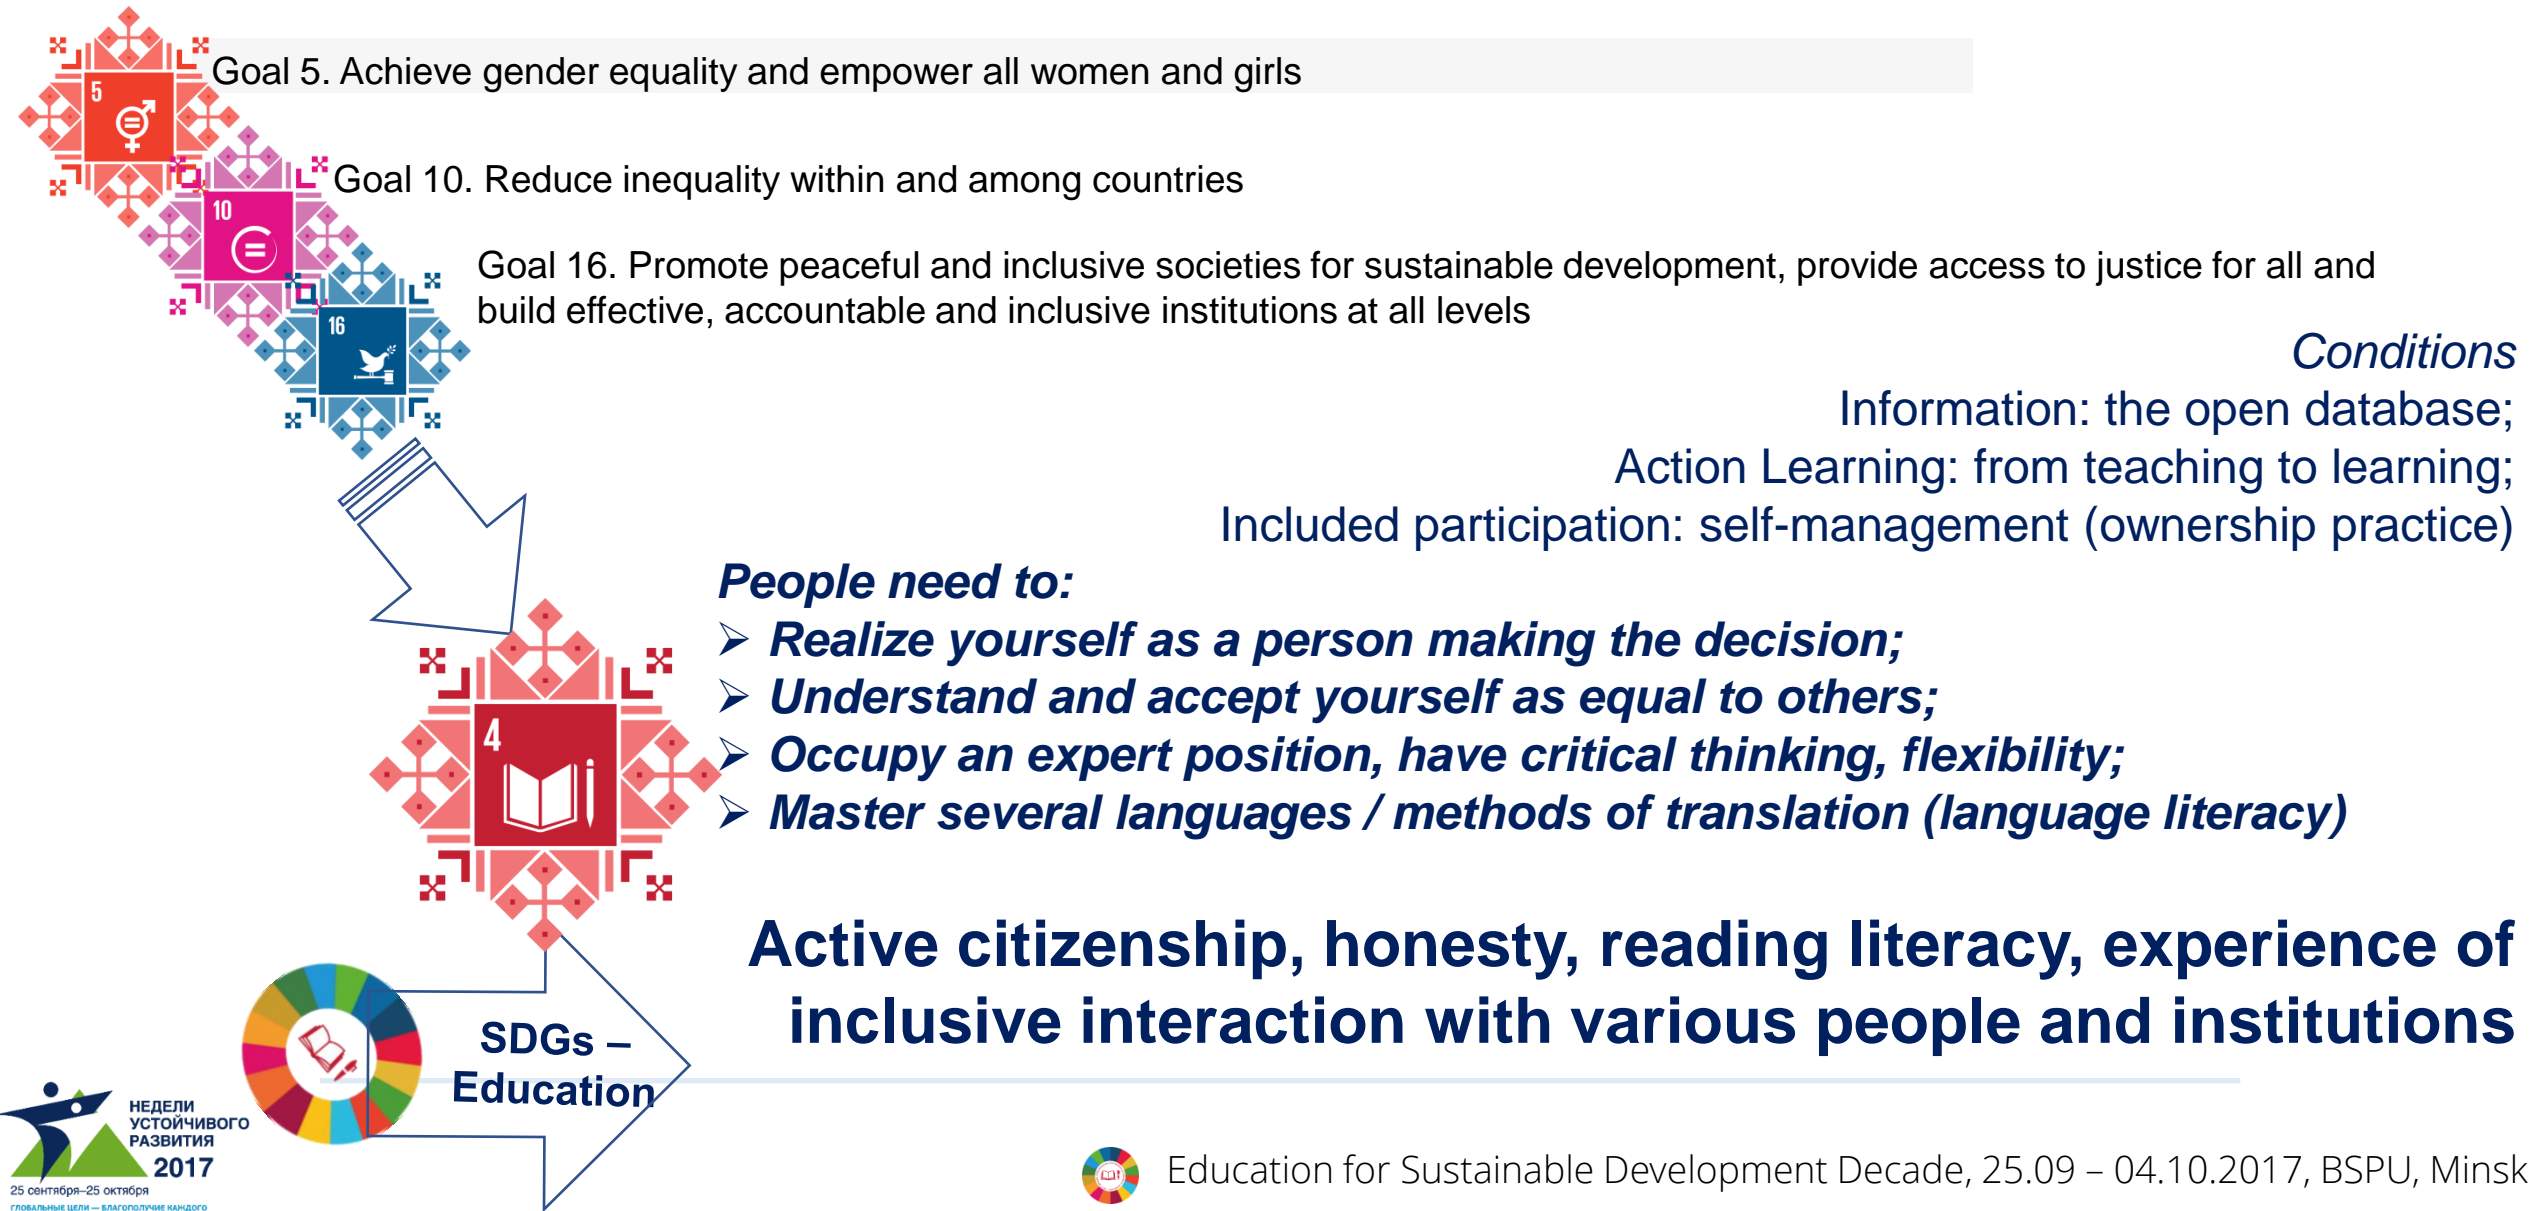 5
Goal 5. Achieve gender equality and empower all women and girls
Goal 10. Reduce inequality within and among countries
10
Goal 16. Promote peaceful and inclusive societies for sustainable development, provide access to justice for all and
build effective, accountable and inclusive institutions at all levels
16
Conditions
Information: the open database;
Action Learning: from teaching to learning;
Included participation: self-management (ownership practice)
People need to:
➢ Realize yourself as a person making the decision;
➢ Understand and accept yourself as equal to others;
4
➢ Occupy an expert position, have critical thinking, flexibility;
➢ Master several languages / methods of translation (language literacy)
Active citizenship, honesty, reading literacy, experience of
inclusive interaction with various people and institutions
SDGs –
Education
НЕДЕЛИ
УСТОЙЧИВОГО
РАЗВИТИЯ
2017
25 сентября–25 октября
ГЛОБАЛЬНЫЕ ЦЕЛИ — БЛАГОПОЛУЧИЕ КАЖДОГО
Education for Sustainable Development Decade, 25.09 – 04.10.2017, BSPU, Minsk